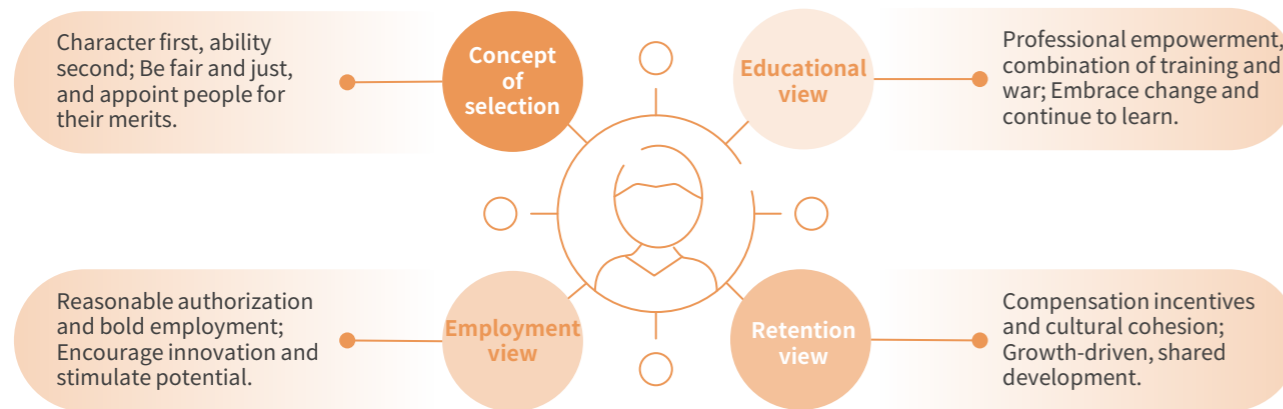 Character first, ability
second; Be fair and just,
and appoint people for
their merits.
Concept
of
selection
Educational
view
Professional empowerment,
combination of training and
war; Embrace change and
continue to learn.
Reasonable authorization
and bold employment;
Encourage innovation and
stimulate potential.
Employment
view
Retention
view
Compensation incentives
and cultural cohesion;
Growth-driven, shared
development.